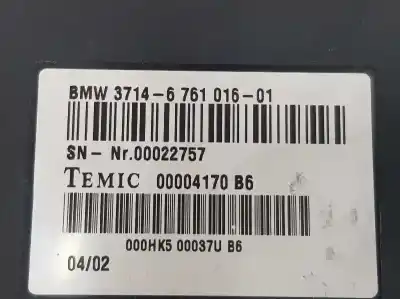 BMW 3714-6 761 016-01
SN- Nr.00022757
TEMIC 00004170 B6
000HK5 00037U B6
04/02